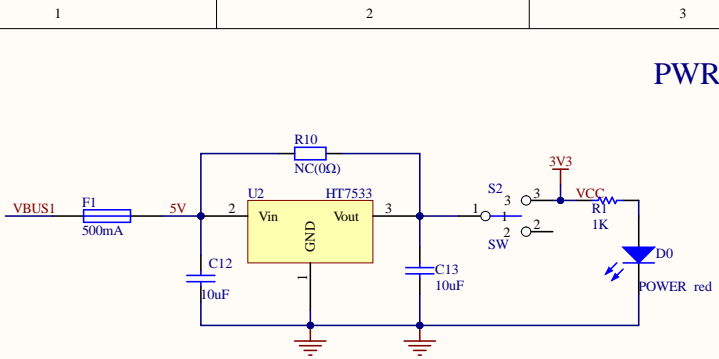 1 2 3
PWR
R10
NC(0Ω)
3V3
U2 HT7533
S2 3 3
VBUS1 F1 5V 2 Vin Vout 3 1 1 VCC
500mA
R1
1K
2 2
SW
GND
1
C12
10uF
C13
10uF
D0
POWER red